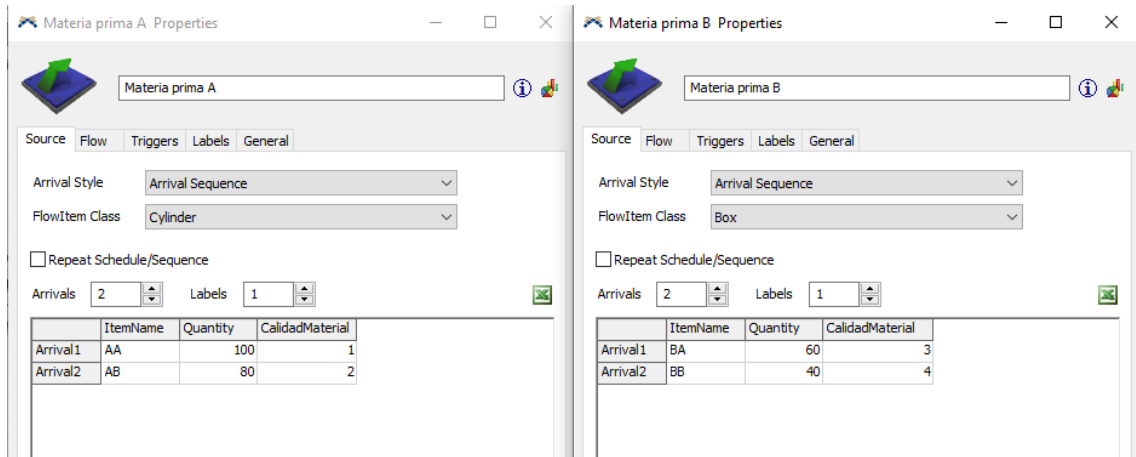 Materia prima A Properties
Materia prima A
Source Flow Triggers Labels General
Arrival Style Arrival Sequence
FlowItem Class Cylinder
Repeat Schedule/Sequence
Arrivals 2 Labels 1
ItemName Quantity CalidadMaterial
Arrival1 AA 100 1
Arrival2 AB 80 2
Materia prima B Properties
Materia prima B
Source Flow Triggers Labels General
Arrival Style Arrival Sequence
FlowItem Class Box
Repeat Schedule/Sequence
Arrivals 2 Labels 1
ItemName Quantity CalidadMaterial
Arrival1 BA 60 3
Arrival2 BB 40 4